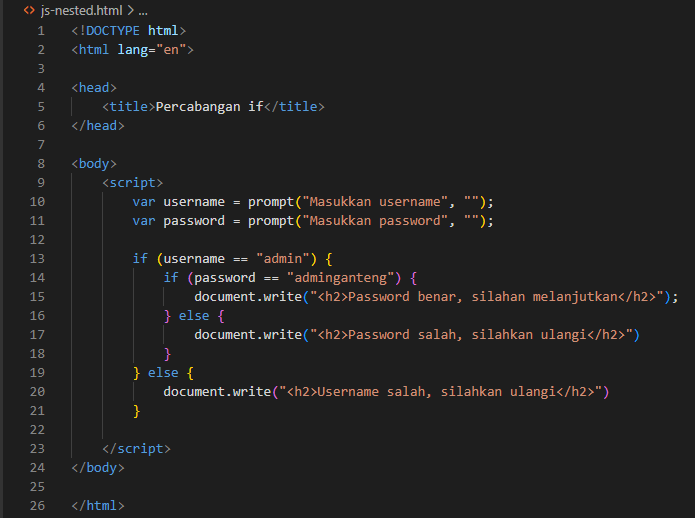 <> js-nested.html > ...
1 <!DOCTYPE html>
2 <html lang="en">
3
4 <head>
5     <title>Percabangan if</title>
6 </head>
7
8 <body>
9     <script>
10         var username = prompt("Masukkan username", "");
11         var password = prompt("Masukkan password", "");
12
13         if (username == "admin") {
14             if (password == "adminganteng") {
15                 document.write("<h2>Password benar, silahan melanjutkan</h2>");
16             } else {
17                 document.write("<h2>Password salah, silahkan ulangi</h2>")
18             }
19         } else {
20             document.write("<h2>Username salah, silahkan ulangi</h2>")
21         }
22
23     </script>
24 </body>
25
26 </html>